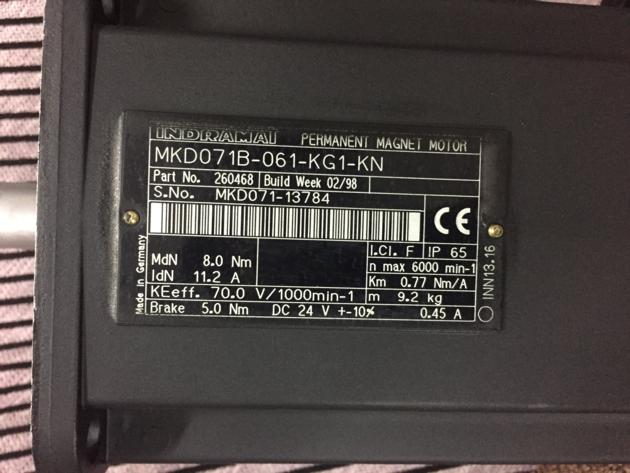 INDRAMAT PERMANENT MAGNET MOTOR
MKD071B-061-KG1-KN
Part No. 260468 Build Week 02/98
S.No. MKD071-13784
CE
I.Cl. F IP 65
MdN 8.0 Nm n max 6000 min-1
IdN 11.2 A Km 0.77 Nm/A
KEeff. 70.0 V/1000min-1 m 9.2 kg
Brake 5.0 Nm DC 24 V +-10% 0.45 A
Made in Germany
INN13.16